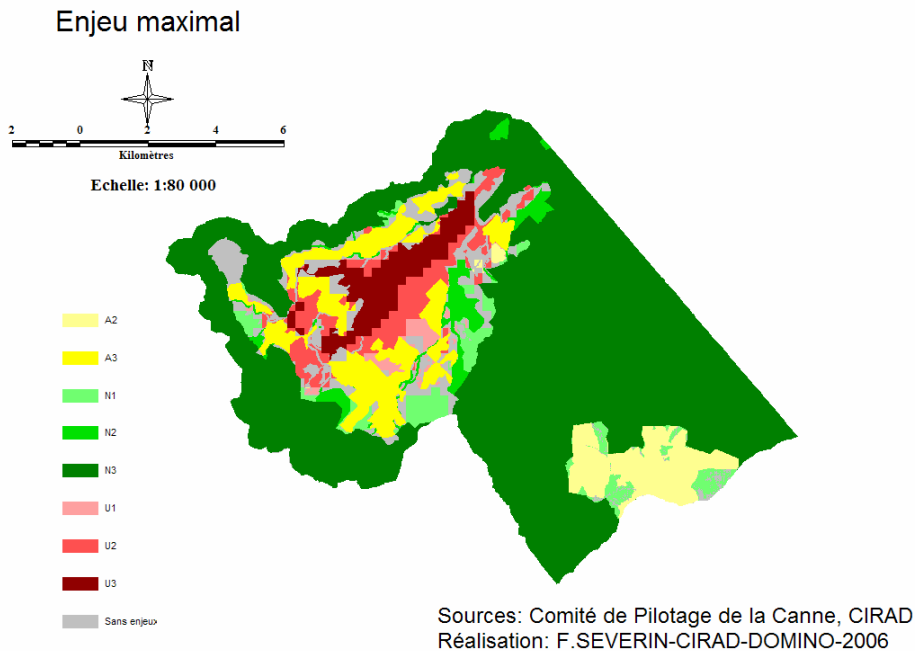 Enjeu maximal
N
2 0 2 4 6
Kilomètres
Echelle: 1:80 000
A2
A3
N1
N2
N3
U1
U2
U3
Sans enjeux
Sources: Comité de Pilotage de la Canne, CIRAD
Réalisation: F.SEVERIN-CIRAD-DOMINO-2006